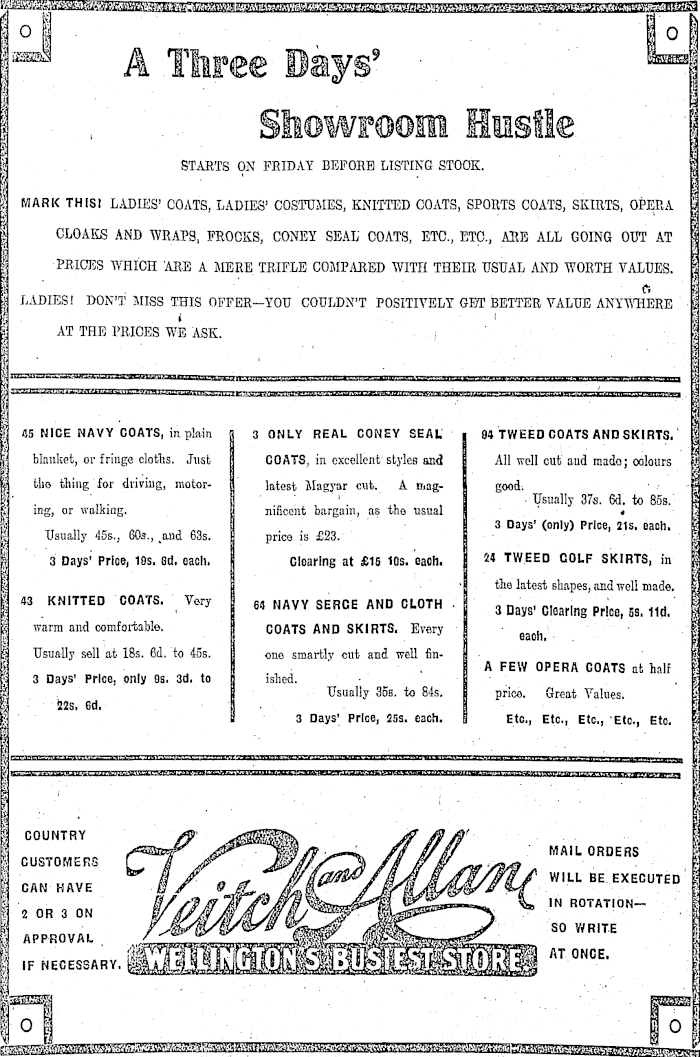 A Three Days'
Showroom Hustle
STARTS ON FRIDAY BEFORE LISTING STOCK.
MARK THIS! LADIES' COATS, LADIES' COSTUMES, KNITTED COATS, SPORTS COATS, SKIRTS, OPERA
CLOAKS AND WRAPS, FROCKS, CONEY SEAL COATS, ETC., ETC., ARE ALL GOING OUT AT
PRICES WHICH ARE A MERE TRIFLE COMPARED WITH THEIR USUAL AND WORTH VALUES.
LADIES! DON'T MISS THIS OFFER—YOU COULDN'T POSITIVELY GET BETTER VALUE ANYWHERE
AT THE PRICES WE ASK.
45 NICE NAVY COATS, in plain
blanket, or fringe cloths. Just
the thing for driving, motor-
ing, or walking.
Usually 45s., 60s., and 63s.
3 Days' Price, 19s. 6d. each.
43 KNITTED COATS. Very
warm and comfortable.
Usually sell at 18s. 6d. to 45s.
3 Days' Price, only 9s. 3d. to
22s. 6d.
3 ONLY REAL CONEY SEAL
COATS, in excellent styles and
latest Magyar cut. A mag-
nificent bargain, as the usual
price is £23.
Clearing at £15 10s. each.
64 NAVY SERGE AND CLOTH
COATS AND SKIRTS. Every
one smartly cut and well fin-
ished.
Usually 35s. to 84s.
3 Days' Price, 25s. each.
94 TWEED COATS AND SKIRTS.
All well cut and made; colours
good.
Usually 37s. 6d. to 85s.
3 Days' (only) Price, 21s. each.
24 TWEED GOLF SKIRTS, in
the latest shapes, and well made.
3 Days' Clearing Price, 5s. 11d.
each.
A FEW OPERA COATS at half
price. Great Values.
Etc., Etc., Etc., Etc., Etc.
COUNTRY
CUSTOMERS
CAN HAVE
2 OR 3 ON
APPROVAL
IF NECESSARY.
Veitch and Allan
WELLINGTON'S BUSIEST STORE.
MAIL ORDERS
WILL BE EXECUTED
IN ROTATION—
SO WRITE
AT ONCE.